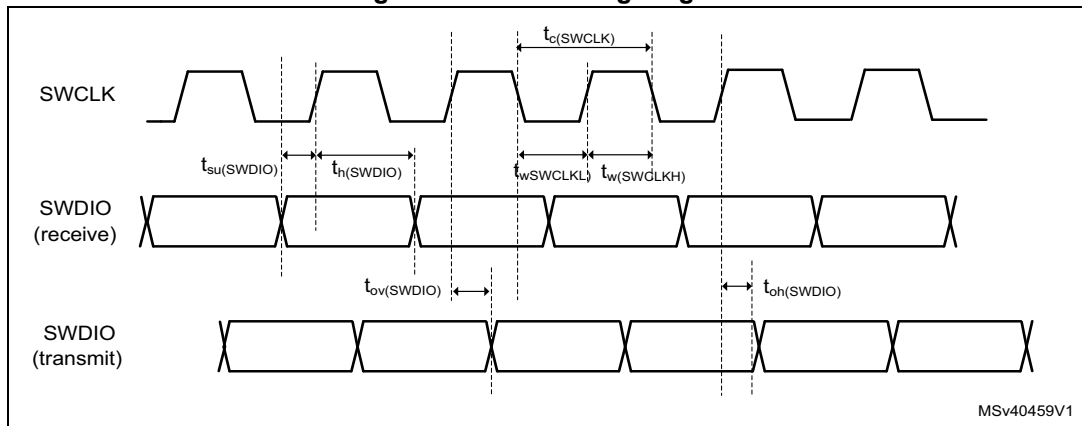 tc(SWCLK)
SWCLK
tsu(SWDIO) th(SWDIO) twSWCLKL) tw(SWCLKH)
SWDIO
(receive)
tov(SWDIO) toh(SWDIO)
SWDIO
(transmit)
MSv40459V1